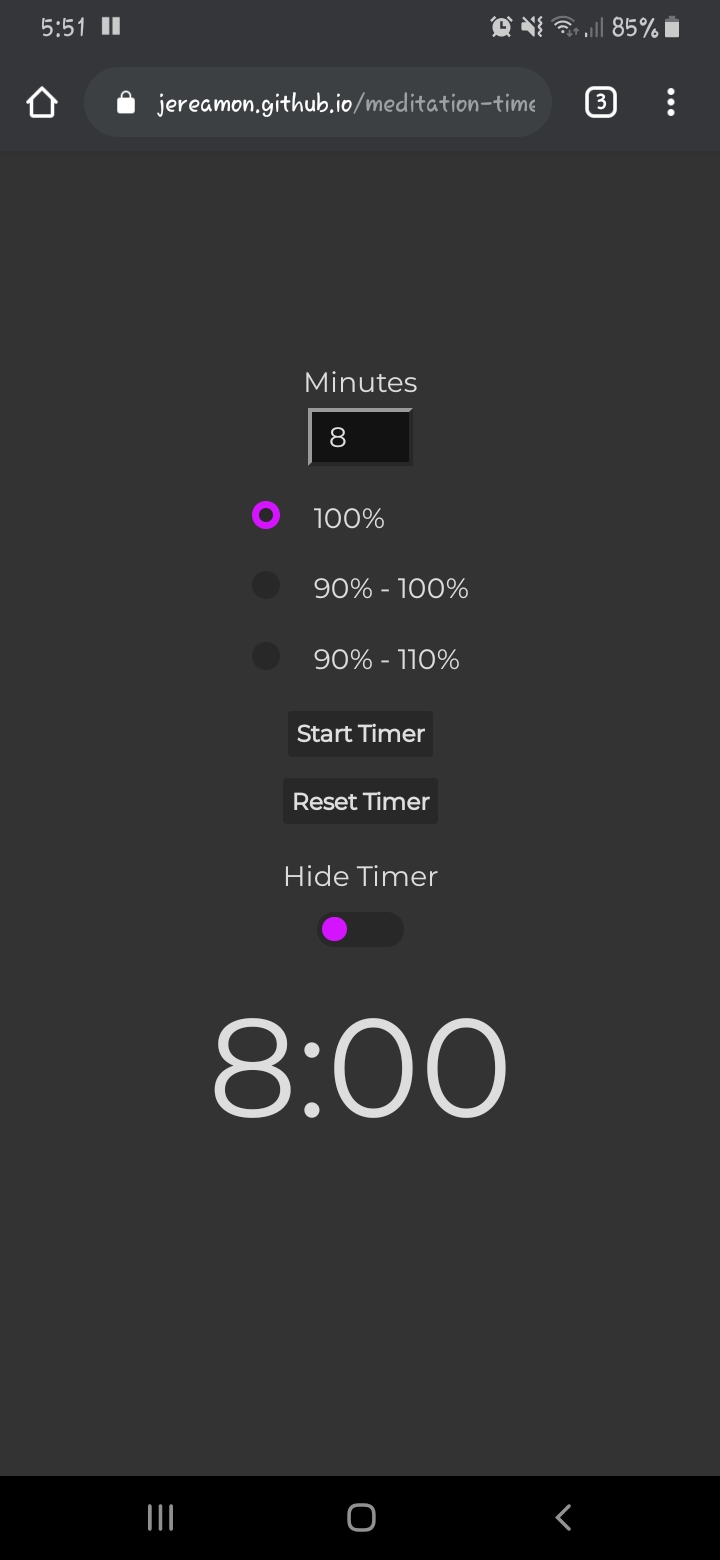 5:51 85%
jereamon.github.io/meditation-time 3
Minutes
8
100%
90% - 100%
90% - 110%
Start Timer
Reset Timer
Hide Timer
8:00